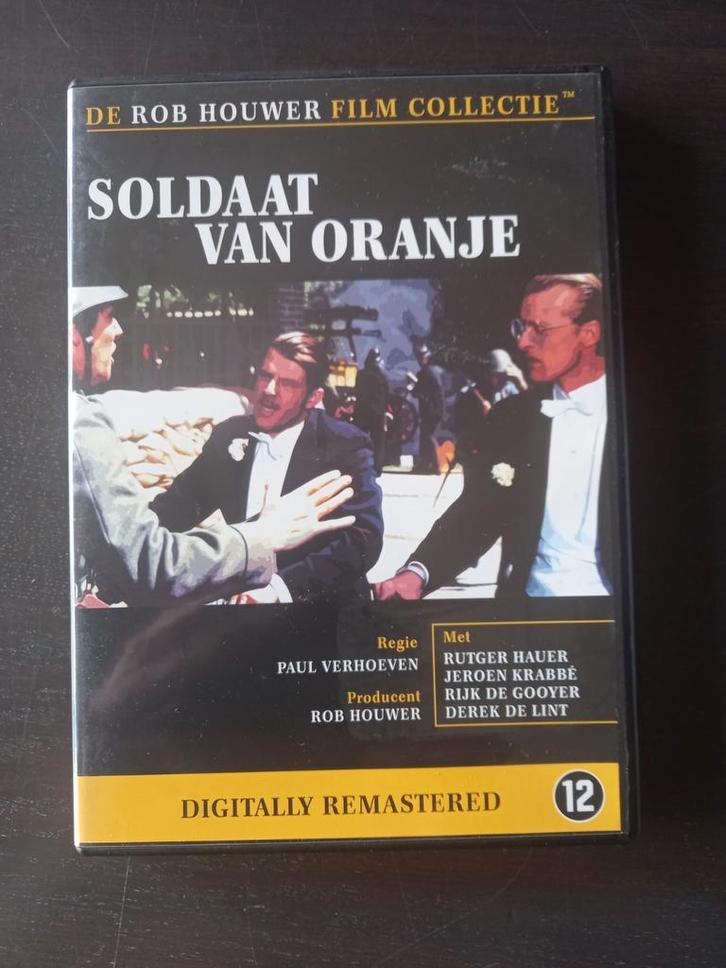 DE ROB HOUWER FILM COLLECTIE™
SOLDAAT
VAN ORANJE
Regie
PAUL VERHOEVEN
Producent
ROB HOUWER
Met
RUTGER HAUER
JEROEN KRABBÉ
RIJK DE GOOYER
DEREK DE LINT
DIGITALLY REMASTERED
12